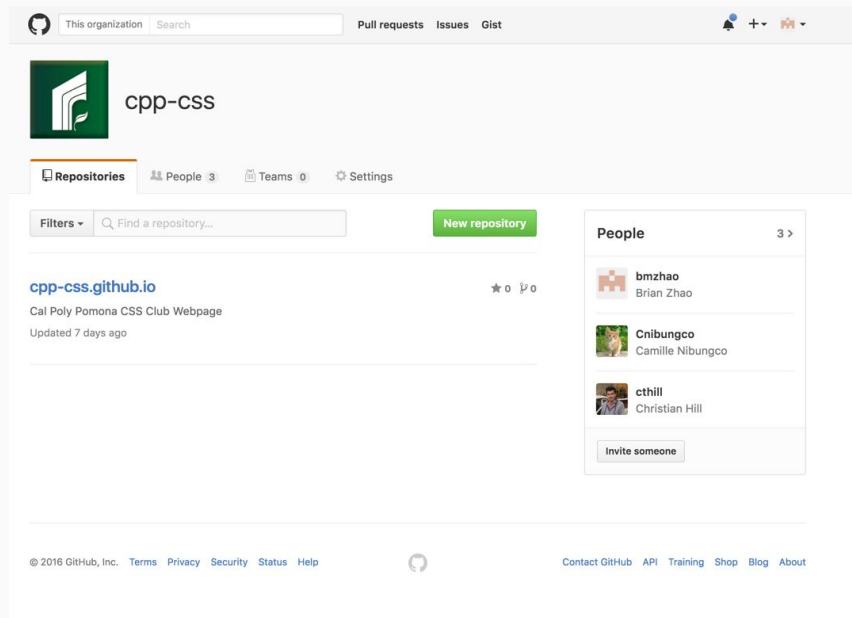 This organization Search Pull requests Issues Gist
cpp-css
Repositories People 3 Teams 0 Settings
Filters Find a repository... New repository
cpp-css.github.io 0 0
Cal Poly Pomona CSS Club Webpage
Updated 7 days ago
People 3
bmzhao
Brian Zhao
Cnibungco
Camille Nibungco
cthill
Christian Hill
Invite someone
© 2016 GitHub, Inc. Terms Privacy Security Status Help Contact GitHub API Training Shop Blog About